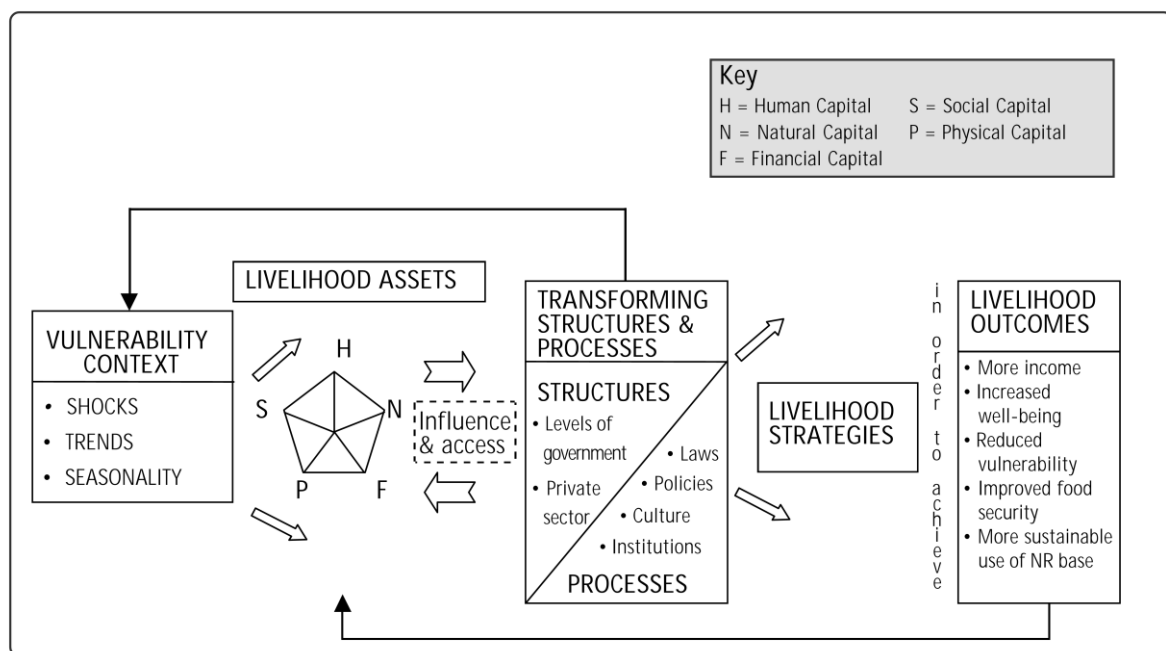 Key
H = Human Capital
S = Social Capital
N = Natural Capital
P = Physical Capital
F = Financial Capital
LIVELIHOOD ASSETS
VULNERABILITY
CONTEXT
• SHOCKS
• TRENDS
• SEASONALITY
H
S
N
P
F
Influence
& access
TRANSFORMING
STRUCTURES &
PROCESSES
STRUCTURES
• Levels of
government
• Private
sector
• Laws
• Policies
• Culture
• Institutions
PROCESSES
LIVELIHOOD
STRATEGIES
in order to achieve
LIVELIHOOD
OUTCOMES
• More income
• Increased
well-being
• Reduced
vulnerability
• Improved food
security
• More sustainable
use of NR base